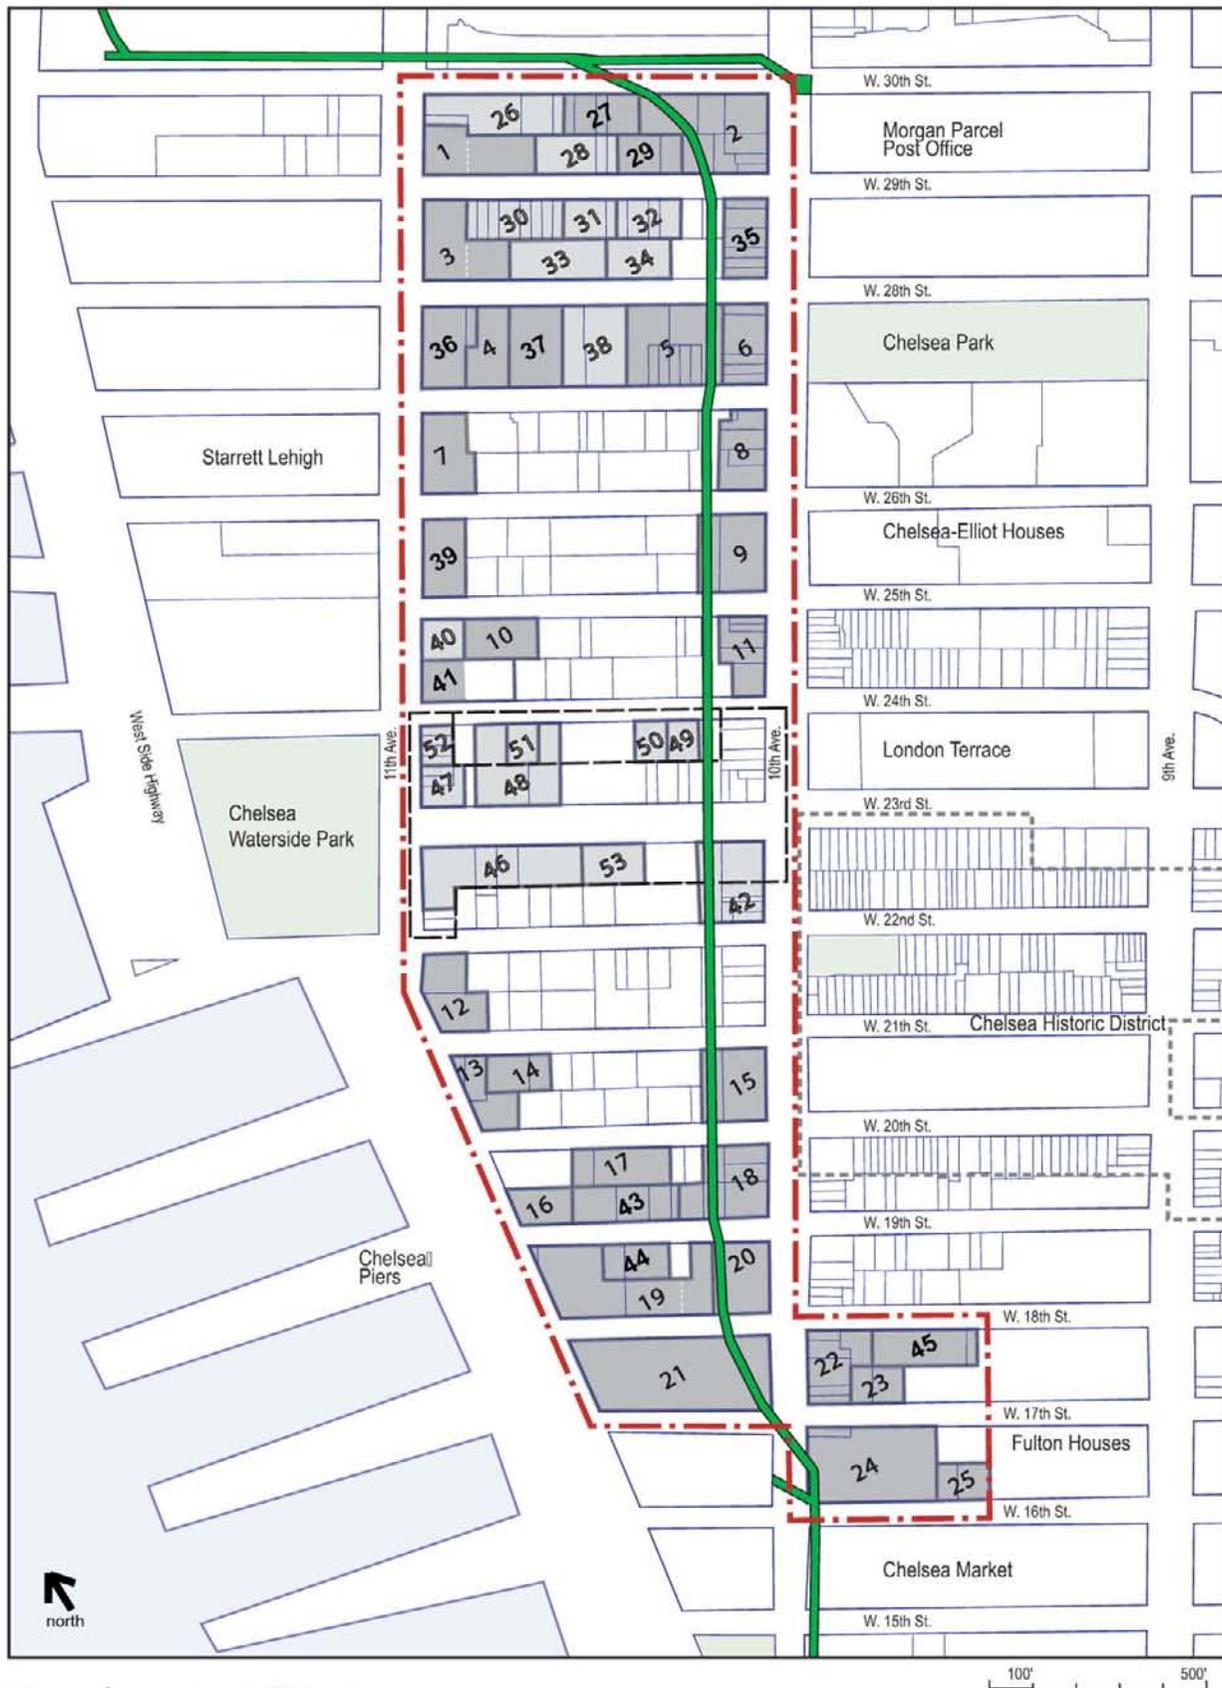 W. 30th St.
26
27
2
Morgan Parcel
Post Office
1
28
29
W. 29th St.
30
31
32
35
3
33
34
W. 28th St.
36
4
37
38
5
6
Chelsea Park
Starrett Lehigh
7
8
W. 26th St.
Chelsea-Elliot Houses
39
9
W. 25th St.
40
10
11
41
W. 24th St.
West Side Highway
11th Ave.
52
51
50
49
10th Ave.
London Terrace
9th Ave.
47
48
W. 23rd St.
Chelsea
Waterside Park
46
53
42
W. 22nd St.
12
W. 21th St.
Chelsea Historic District
13
14
15
W. 20th St.
17
18
16
43
W. 19th St.
Chelsea
Piers
44
20
19
W. 18th St.
22
45
21
23
W. 17th St.
Fulton Houses
24
25
W. 16th St.
Chelsea Market
north
W. 15th St.
100'
500'